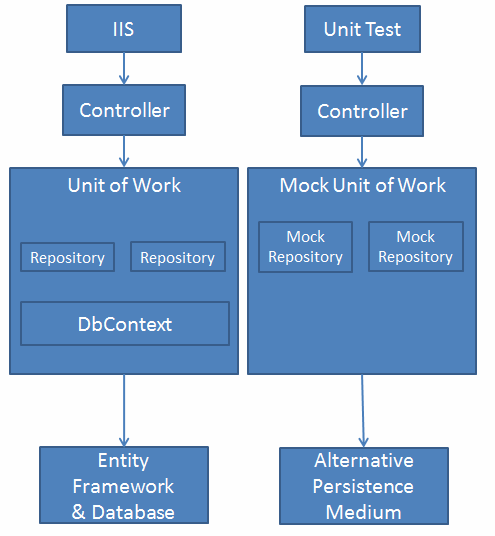 IIS
Controller
Unit of Work
Repository
Repository
DbContext
Entity
Framework
& Database
Unit Test
Controller
Mock Unit of Work
Mock
Repository
Mock
Repository
Alternative
Persistence
Medium